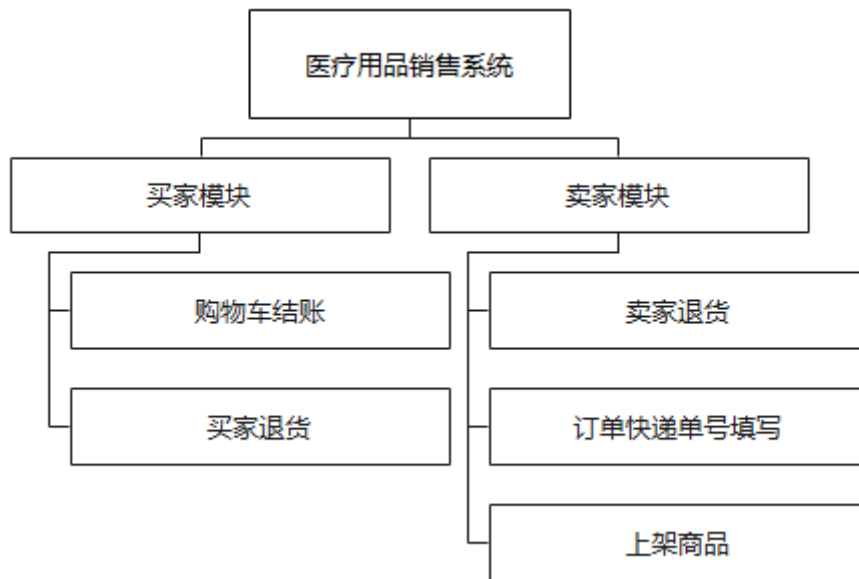 医疗用品销售系统
买家模块
卖家模块
购物车结账
卖家退货
买家退货
订单快递单号填写
上架商品